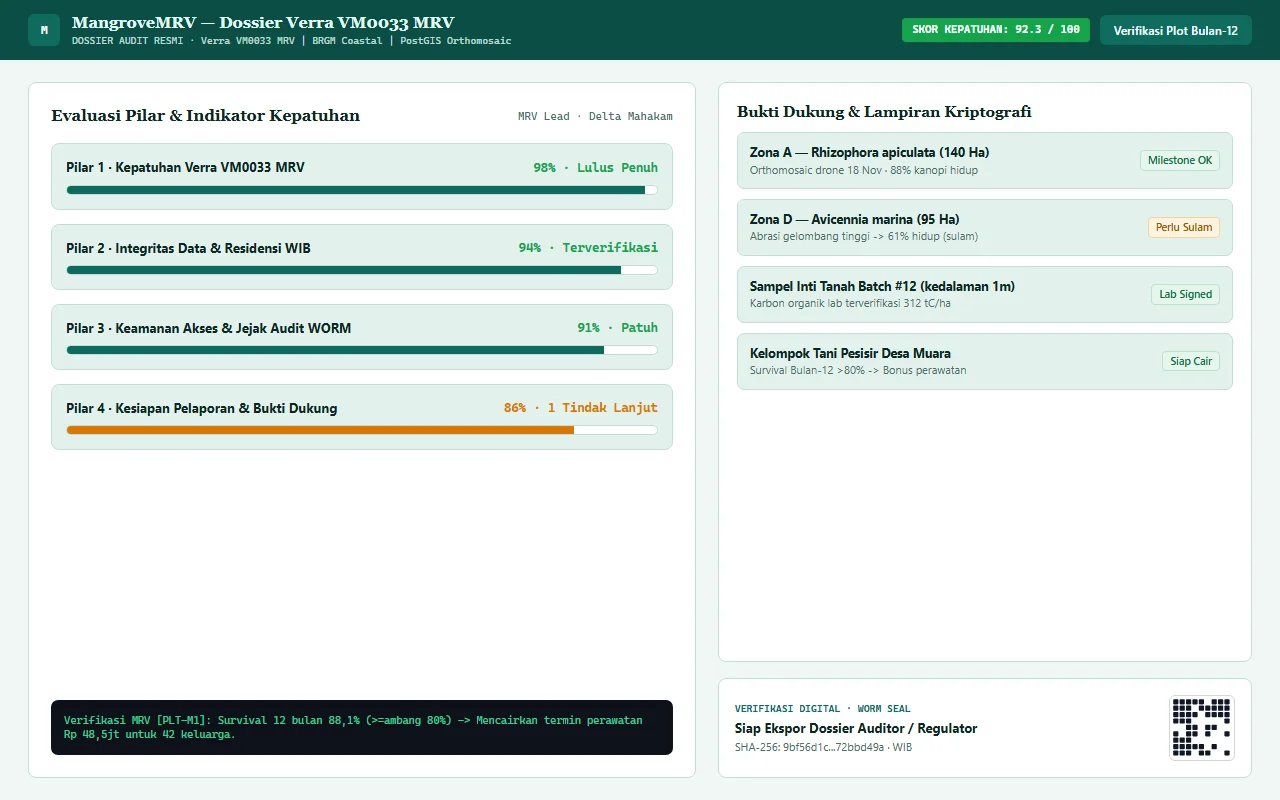 M
MangroveMRV — Dossier Verra VM0033 MRV
DOSSIER AUDIT RESMI · Verra VM0033 MRV | BRGM Coastal | PostGIS Orthomosaic
SKOR KEPATUHAN: 92.3 / 100
Verifikasi Plot Bulan-12
Evaluasi Pilar & Indikator Kepatuhan
MRV Lead · Delta Mahakam
Pilar 1 · Kepatuhan Verra VM0033 MRV
98% · Lulus Penuh
Pilar 2 · Integritas Data & Residensi WIB
94% · Terverifikasi
Pilar 3 · Keamanan Akses & Jejak Audit WORM
91% · Patuh
Pilar 4 · Kesiapan Pelaporan & Bukti Dukung
86% · 1 Tindak Lanjut
Verifikasi MRV [PLT-M1]: Survival 12 bulan 88,1% (>=ambang 80%) -> Mencairkan termin perawatan
Rp 48,5jt untuk 42 keluarga.
Bukti Dukung & Lampiran Kriptografi
Zona A — Rhizophora apiculata (140 Ha)
Orthomosaic drone 18 Nov · 88% kanopi hidup
Milestone OK
Zona D — Avicennia marina (95 Ha)
Abrasi gelombang tinggi -> 61% hidup (sulam)
Perlu Sulam
Sampel Inti Tanah Batch #12 (kedalaman 1m)
Karbon organik lab terverifikasi 312 tC/ha
Lab Signed
Kelompok Tani Pesisir Desa Muara
Survival Bulan-12 >80% -> Bonus perawatan
Siap Cair
VERIFIKASI DIGITAL · WORM SEAL
Siap Ekspor Dossier Auditor / Regulator
SHA-256: 9bf56d1c...72bbd49a · WIB